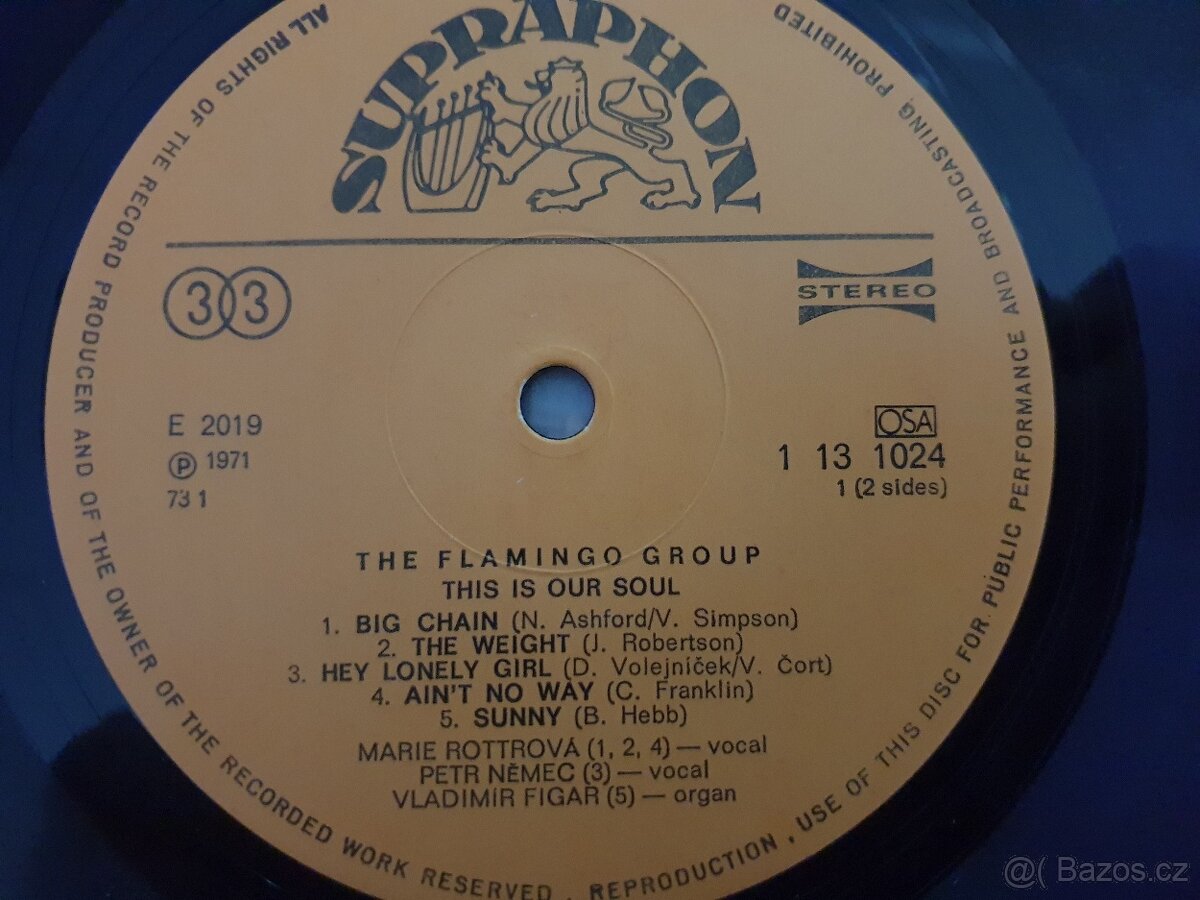 SUPRAPHON
33
STEREO
E 2019
Ⓟ 1971
73 1
OSA
1 13 1024
1 (2 sides)
THE FLAMINGO GROUP
THIS IS OUR SOUL
1. BIG CHAIN (N. Ashford/V. Simpson)
2. THE WEIGHT (J. Robertson)
3. HEY LONELY GIRL (D. Volejníček/V. Čort)
4. AIN'T NO WAY (C. Franklin)
5. SUNNY (B. Hebb)
MARIE ROTTROVÁ (1, 2, 4) — vocal
PETR NĚMEC (3) — vocal
VLADIMÍR FIGAR (5) — organ
ALL RIGHTS OF THE RECORD PRODUCER AND OF THE OWNER OF THE RECORDED WORK RESERVED . REPRODUCTION , USE OF THIS DISC FOR PUBLIC PERFORMANCE AND BROADCASTING PROHIBITED
@( Bazos.cz